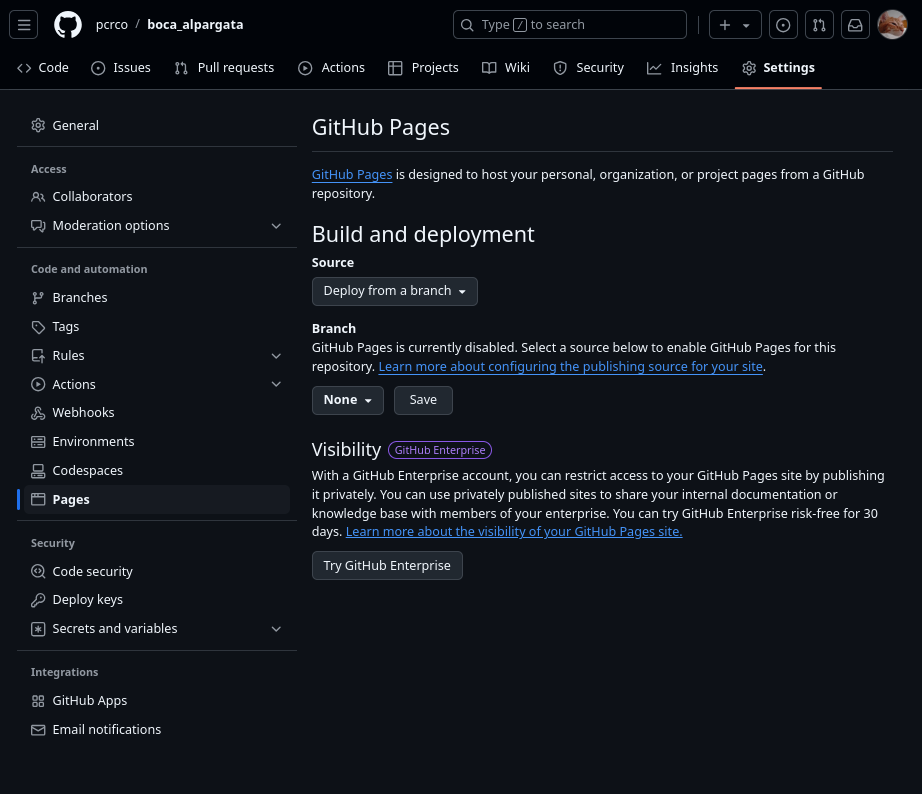 pcrco / boca_alpargata
Type / to search
Code
Issues
Pull requests
Actions
Projects
Wiki
Security
Insights
Settings
General
Access
Collaborators
Moderation options
Code and automation
Branches
Tags
Rules
Actions
Webhooks
Environments
Codespaces
Pages
Security
Code security
Deploy keys
Secrets and variables
Integrations
GitHub Apps
Email notifications
GitHub Pages
GitHub Pages is designed to host your personal, organization, or project pages from a GitHub
repository.
Build and deployment
Source
Deploy from a branch
Branch
GitHub Pages is currently disabled. Select a source below to enable GitHub Pages for this
repository. Learn more about configuring the publishing source for your site.
None
Save
Visibility GitHub Enterprise
With a GitHub Enterprise account, you can restrict access to your GitHub Pages site by publishing
it privately. You can use privately published sites to share your internal documentation or
knowledge base with members of your enterprise. You can try GitHub Enterprise risk-free for 30
days. Learn more about the visibility of your GitHub Pages site.
Try GitHub Enterprise